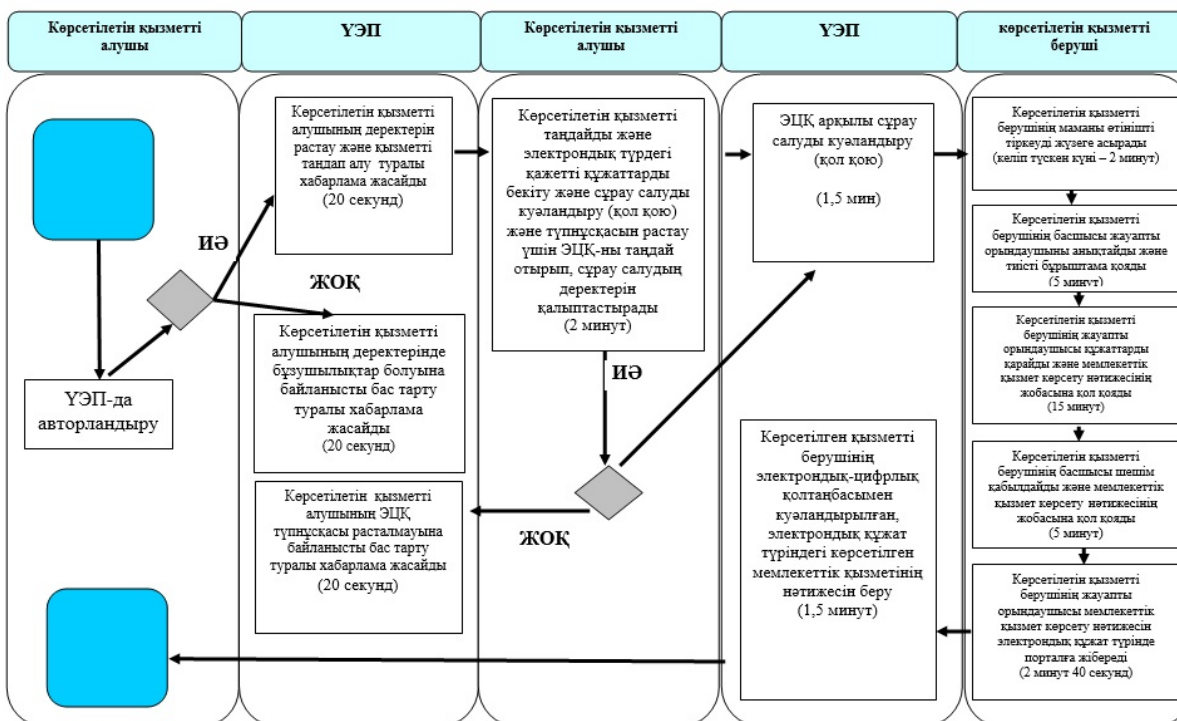 Көрсетілетін қызметті
алушы
ҮЭП
Көрсетілетін қызметті
алушы
ҮЭП
көрсетілетін қызметті
беруші
ҮЭП-да
авторландыру
ИӘ
ЖОҚ
Көрсетілетін қызметті
алушының деректерін
растау және қызметті
таңдап алу туралы
хабарлама жасайды
(20 секунд)
Көрсетілетін қызметті
алушының деректерінде
бұзушылықтар болуына
байланысты бас тарту
туралы хабарлама
жасайды
(20 секунд)
Көрсетілетін қызметті
алушының ЭЦҚ
түпнұсқасы расталмауына
байланысты бас тарту
туралы хабарлама жасайды
(20 секунд)
Көрсетілетін қызметті
таңдайды және
электрондық түрдегі
қажетті құжаттарды
бекіту және сұрау салуды
куәландыру (қол қою)
және түпнұсқасын растау
үшін ЭЦҚ-ны таңдай
отырып, сұрау салудың
деректерін
қалыптастырады
(2 минут)
ИӘ
ЖОҚ
ЭЦҚ арқылы сұрау
салуды куәландыру
(қол қою)
(1,5 мин)
Көрсетілген қызметті
берушінің
электрондық-цифрлық
қолтаңбасымен
куәландырылған,
электрондық құжат
түріндегі көрсетілген
мемлекеттік қызметінің
нәтижесін беру
(1,5 минут)
Көрсетілетін қызметті
берушінің маманы өтінішті
тіркеуді жүзеге асырады
(келіп түскен күні – 2 минут)
Көрсетілетін қызметті
берушінің басшысы жауапты
орындаушыны анықтайды және
тиісті бұрыштама қояды
(5 минут)
Көрсетілетін қызметті
берушінің жауапты
орындаушысы құжаттарды
қарайды және мемлекеттік
қызмет көрсету нәтижесінің
жобасына қол қояды
(15 минут)
Көрсетілетін қызметті
берушінің басшысы шешім
қабылдайды және мемлекеттік
қызмет көрсету нәтижесінің
жобасына қол қояды
(5 минут)
Көрсетілетін қызметті
берушінің жауапты
орындаушысы мемлекеттік
қызмет көрсету нәтижесін
электрондық құжат түрінде
порталға жібереді
(2 минут 40 секунд)